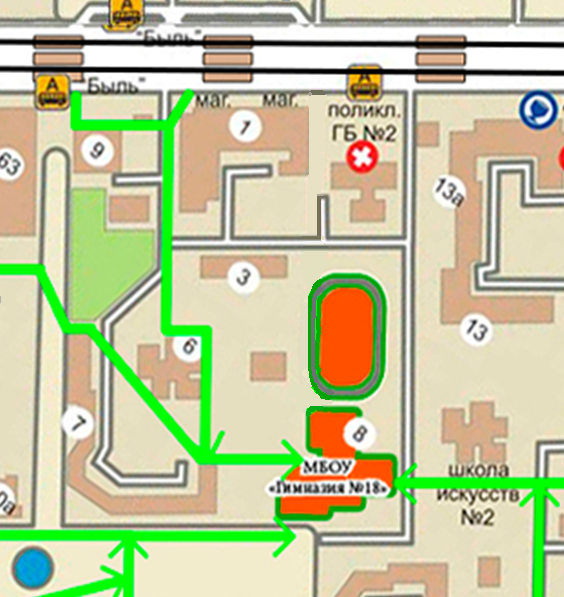 А
"Быль"
А
"Быль"
А
маг. маг.
поликл.
ГБ №2
1
9
63
13а
3
6
13
7
8
МБОУ
«Гимназия №18»
школа
искусств
№2
0а